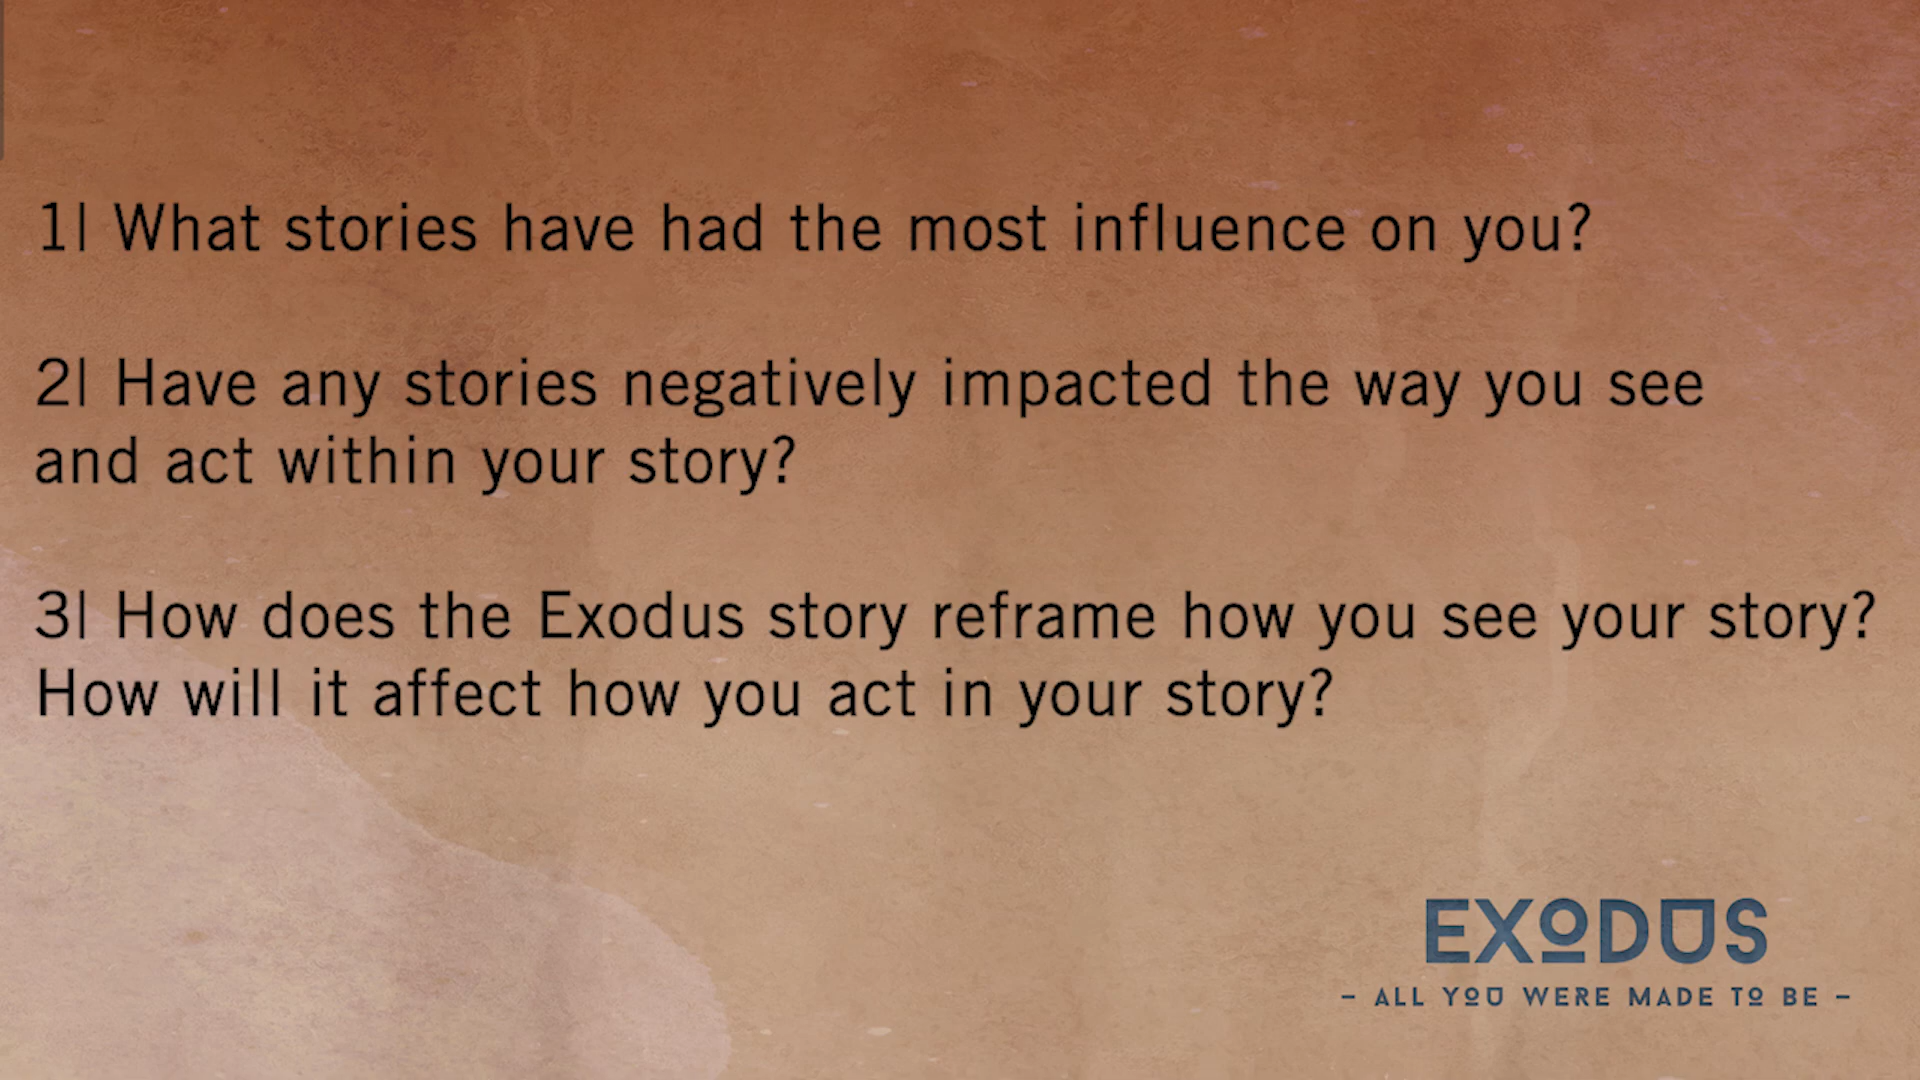 1| What stories have had the most influence on you?
2| Have any stories negatively impacted the way you see
and act within your story?
3| How does the Exodus story reframe how you see your story?
How will it affect how you act in your story?
EXODUS
- ALL YOU WERE MADE TO BE -